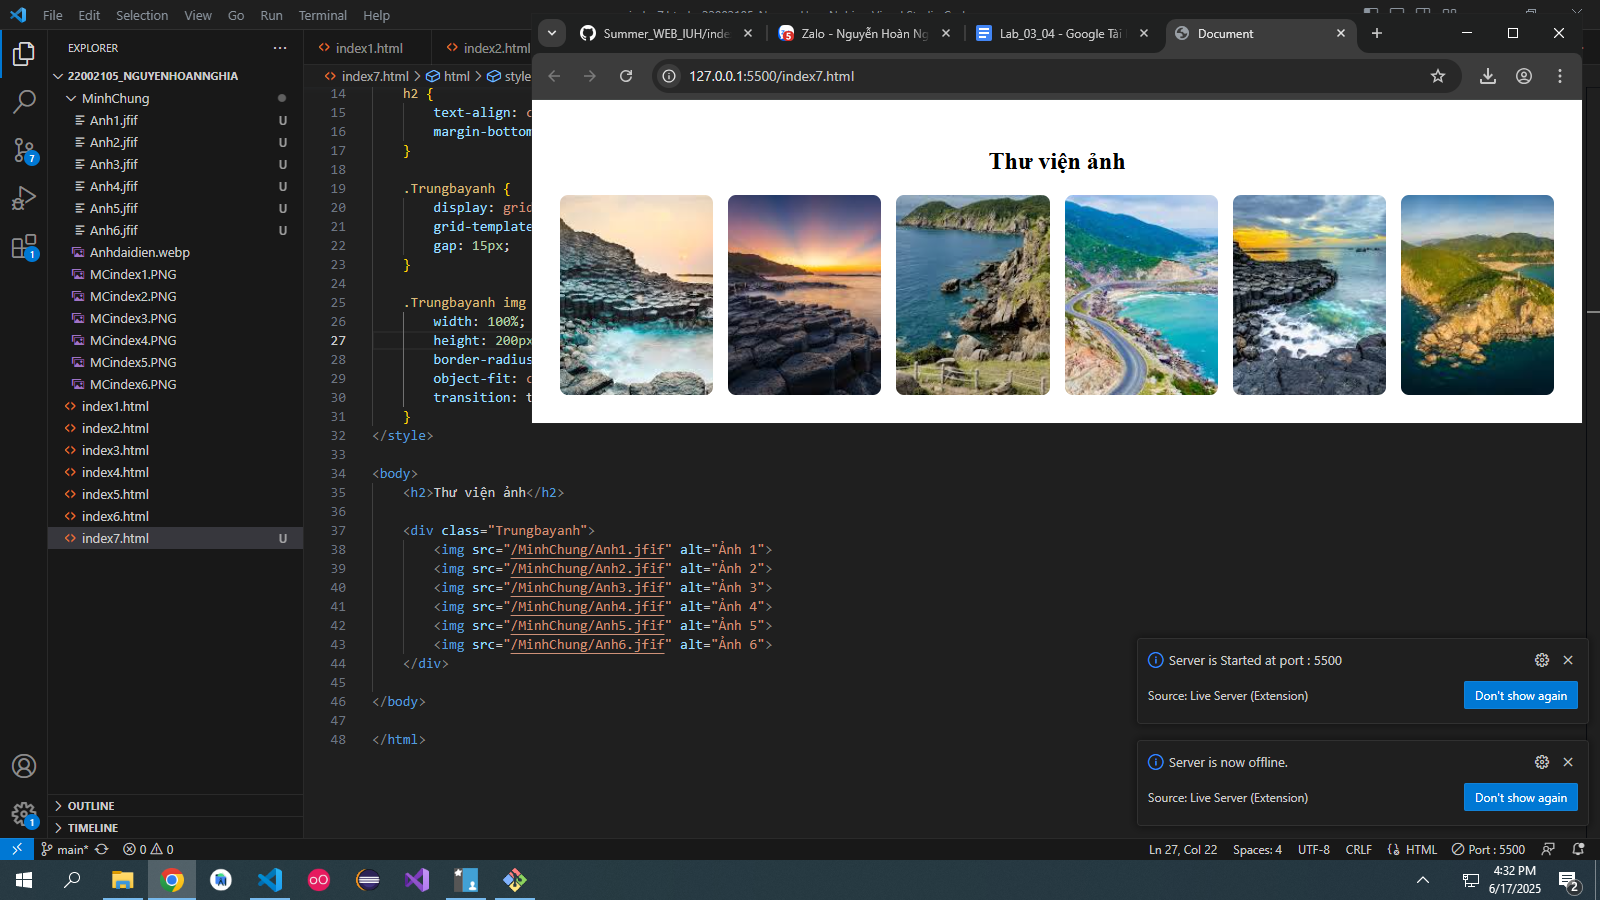 File Edit Selection View Go Run Terminal Help
EXPLORER
22002105_NGUYENHOANNGHIA
MinhChung
Anh1.jfif U
Anh2.jfif U
Anh3.jfif U
Anh4.jfif U
Anh5.jfif U
Anh6.jfif U
Anhdaidien.webp
MCindex1.PNG
MCindex2.PNG
MCindex3.PNG
MCindex4.PNG
MCindex5.PNG
MCindex6.PNG
index1.html
index2.html
index3.html
index4.html
index5.html
index6.html
index7.html U
OUTLINE
TIMELINE
7
1
1
index1.html index2.html
index7.html > html > style
14 h2 {
15 text-align: c
16 margin-bottom
17 }
18
19 .Trungbayanh {
20 display: grid
21 grid-template
22 gap: 15px;
23 }
24
25 .Trungbayanh img
26 width: 100%;
27 height: 200px
28 border-radius
29 object-fit: c
30 transition: t
31 }
32 </style>
33
34 <body>
35 <h2>Thư viện ảnh</h2>
36
37 <div class="Trungbayanh">
38 <img src="/MinhChung/Anh1.jfif" alt="Ảnh 1">
39 <img src="/MinhChung/Anh2.jfif" alt="Ảnh 2">
40 <img src="/MinhChung/Anh3.jfif" alt="Ảnh 3">
41 <img src="/MinhChung/Anh4.jfif" alt="Ảnh 4">
42 <img src="/MinhChung/Anh5.jfif" alt="Ảnh 5">
43 <img src="/MinhChung/Anh6.jfif" alt="Ảnh 6">
44 </div>
45
46 </body>
47
48 </html>
Summer_WEB_IUH/inde Zalo - Nguyễn Hoàn Ng Lab_03_04 - Google Tài Document
127.0.0.1:5500/index7.html
Thư viện ảnh
Server is Started at port : 5500
Source: Live Server (Extension) Don't show again
Server is now offline.
Source: Live Server (Extension) Don't show again
main* 0 0 Ln 27, Col 22 Spaces: 4 UTF-8 CRLF HTML Port : 5500
4:32 PM
6/17/2025
2